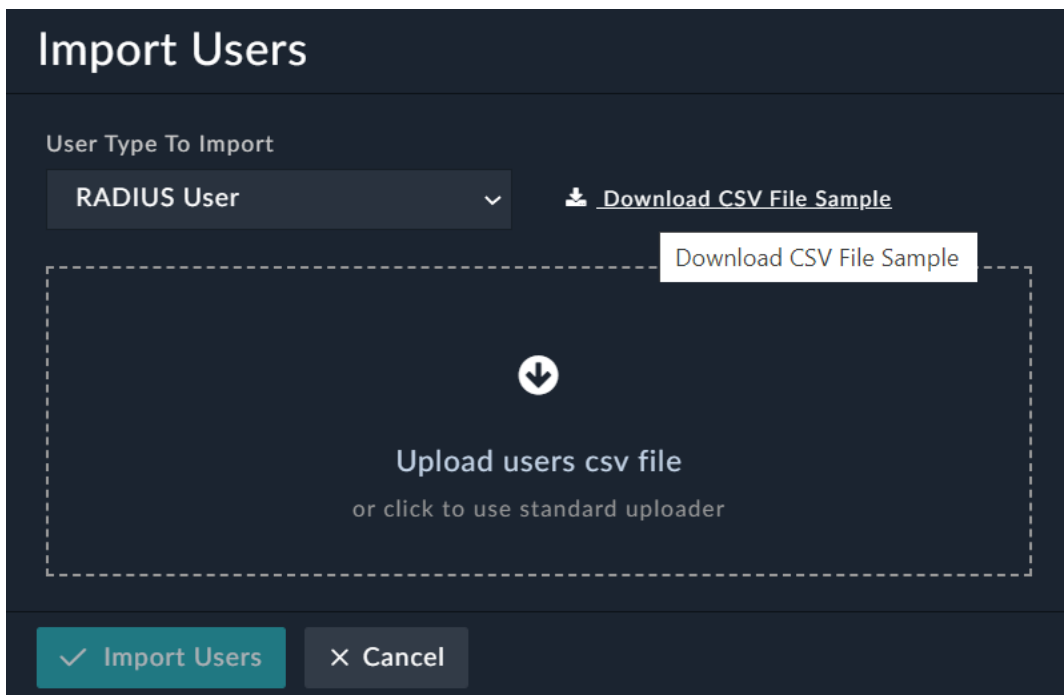 Import Users
User Type To Import
RADIUS User
Download CSV File Sample
Download CSV File Sample
Upload users csv file
or click to use standard uploader
Import Users
Cancel